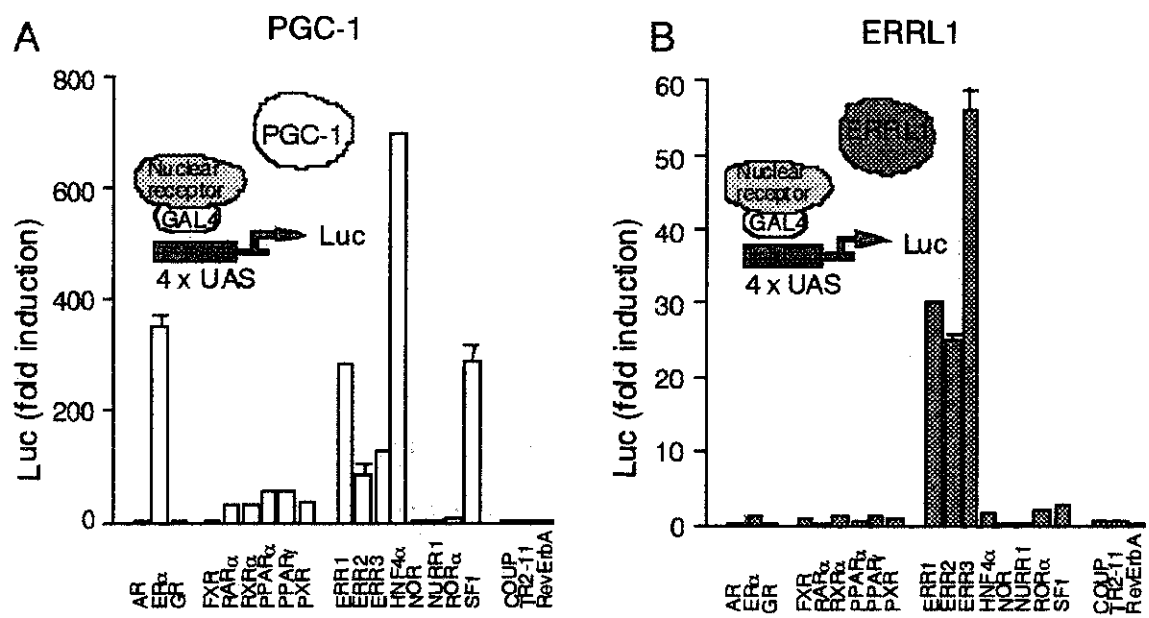 A
PGC-1
Luc (fold induction)
800
600
400
200
0
PGC-1
Nuclear
receptor
GAL4
Luc
4 x UAS
AR
ERα
GR
FXR
RARα
RXRα
PPARα
PPARγ
PXR
ERR1
ERR2
ERR3
HNF4α
NOR
NURR1
RORα
SF1
COUP
TR2-11
RevErbA
B
ERRL1
Luc (fold induction)
60
50
40
30
20
10
0
ERRL1
Nuclear
receptor
GAL4
Luc
4 x UAS
AR
ERα
GR
FXR
RARα
RXRα
PPARα
PPARγ
PXR
ERR1
ERR2
ERR3
HNF4α
NOR
NURR1
RORα
SF1
COUP
TR2-11
RevErbA